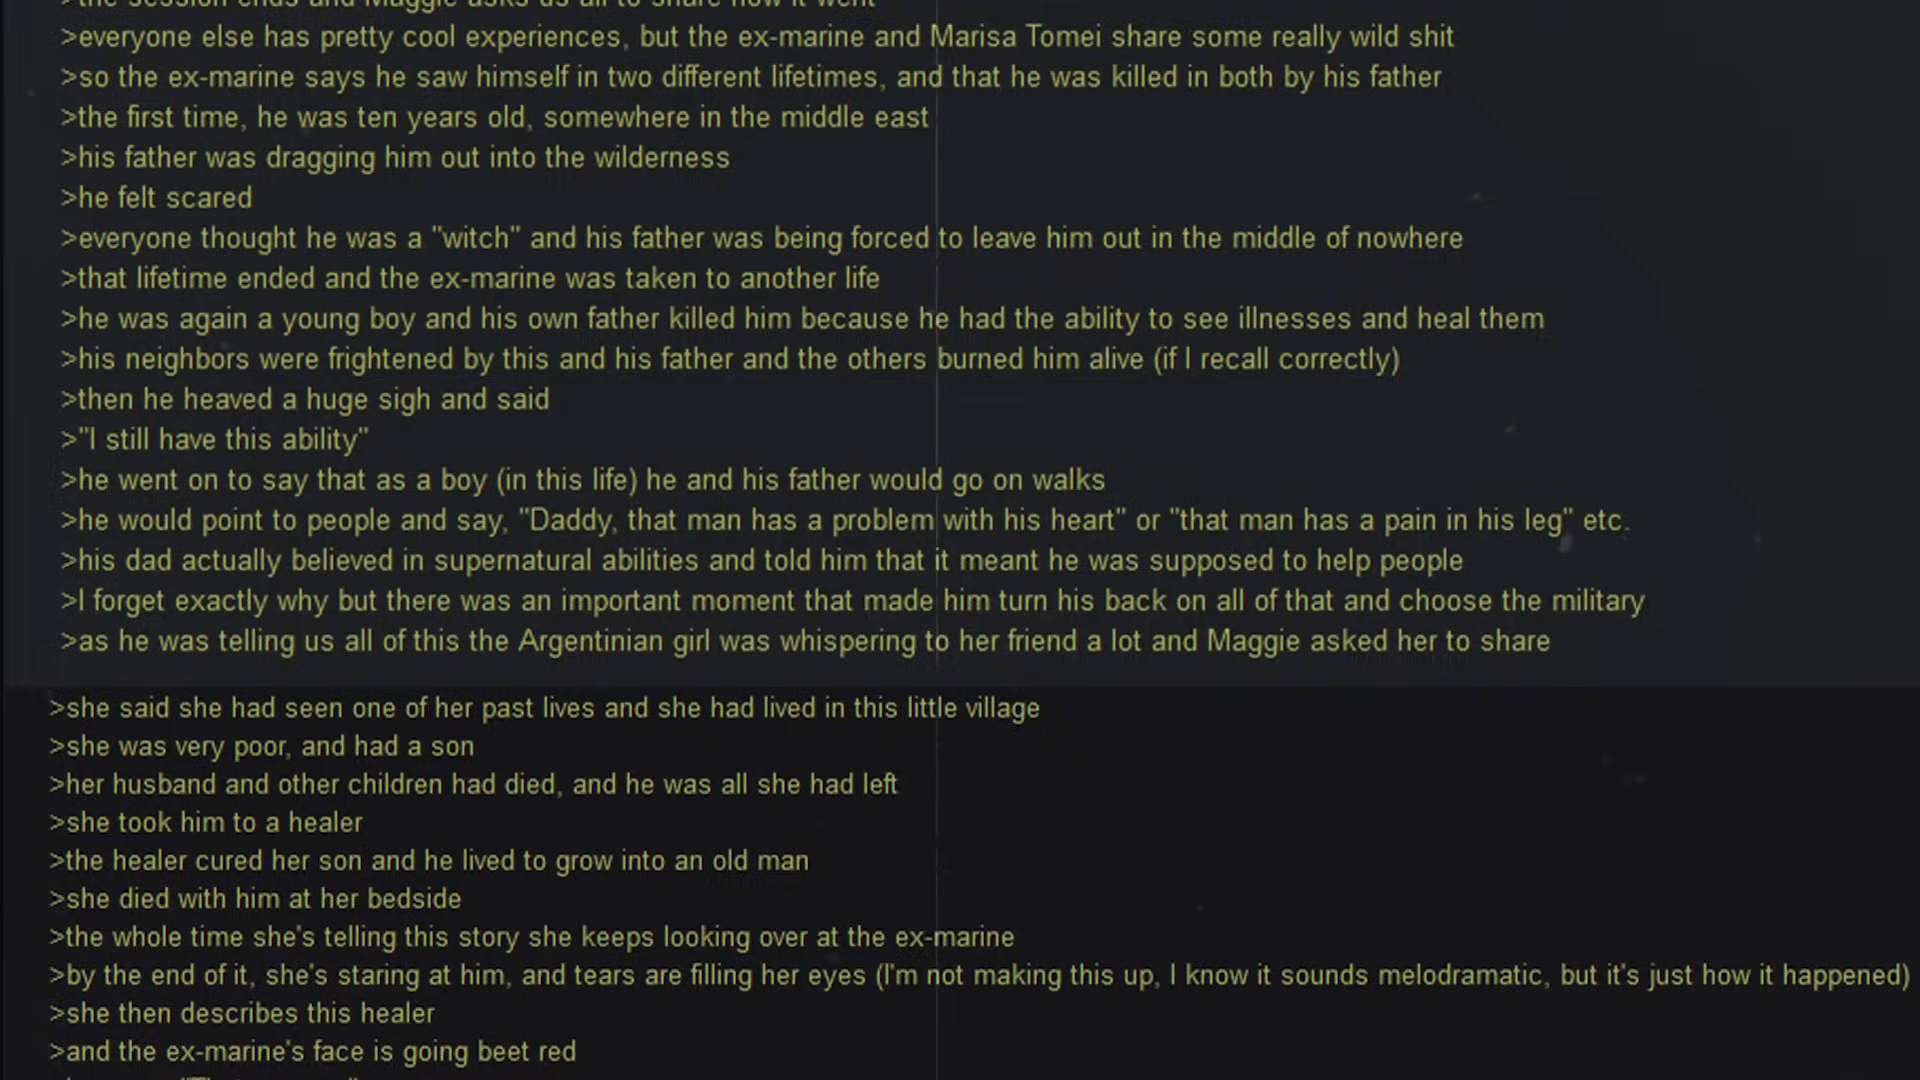 >the session ends and Maggie asks us all to share how it went
>everyone else has pretty cool experiences, but the ex-marine and Marisa Tomei share some really wild shit
>so the ex-marine says he saw himself in two different lifetimes, and that he was killed in both by his father
>the first time, he was ten years old, somewhere in the middle east
>his father was dragging him out into the wilderness
>he felt scared
>everyone thought he was a "witch" and his father was being forced to leave him out in the middle of nowhere
>that lifetime ended and the ex-marine was taken to another life
>he was again a young boy and his own father killed him because he had the ability to see illnesses and heal them
>his neighbors were frightened by this and his father and the others burned him alive (if I recall correctly)
>then he heaved a huge sigh and said
>"I still have this ability"
>he went on to say that as a boy (in this life) he and his father would go on walks
>he would point to people and say, "Daddy, that man has a problem with his heart" or "that man has a pain in his leg" etc.
>his dad actually believed in supernatural abilities and told him that it meant he was supposed to help people
>I forget exactly why but there was an important moment that made him turn his back on all of that and choose the military
>as he was telling us all of this the Argentinian girl was whispering to her friend a lot and Maggie asked her to share
>she said she had seen one of her past lives and she had lived in this little village
>she was very poor, and had a son
>her husband and other children had died, and he was all she had left
>she took him to a healer
>the healer cured her son and he lived to grow into an old man
>she died with him at her bedside
>the whole time she's telling this story she keeps looking over at the ex-marine
>by the end of it, she's staring at him, and tears are filling her eyes (I'm not making this up, I know it sounds melodramatic, but it's just how it happened)
>she then describes this healer
>and the ex-marine's face is going beet red